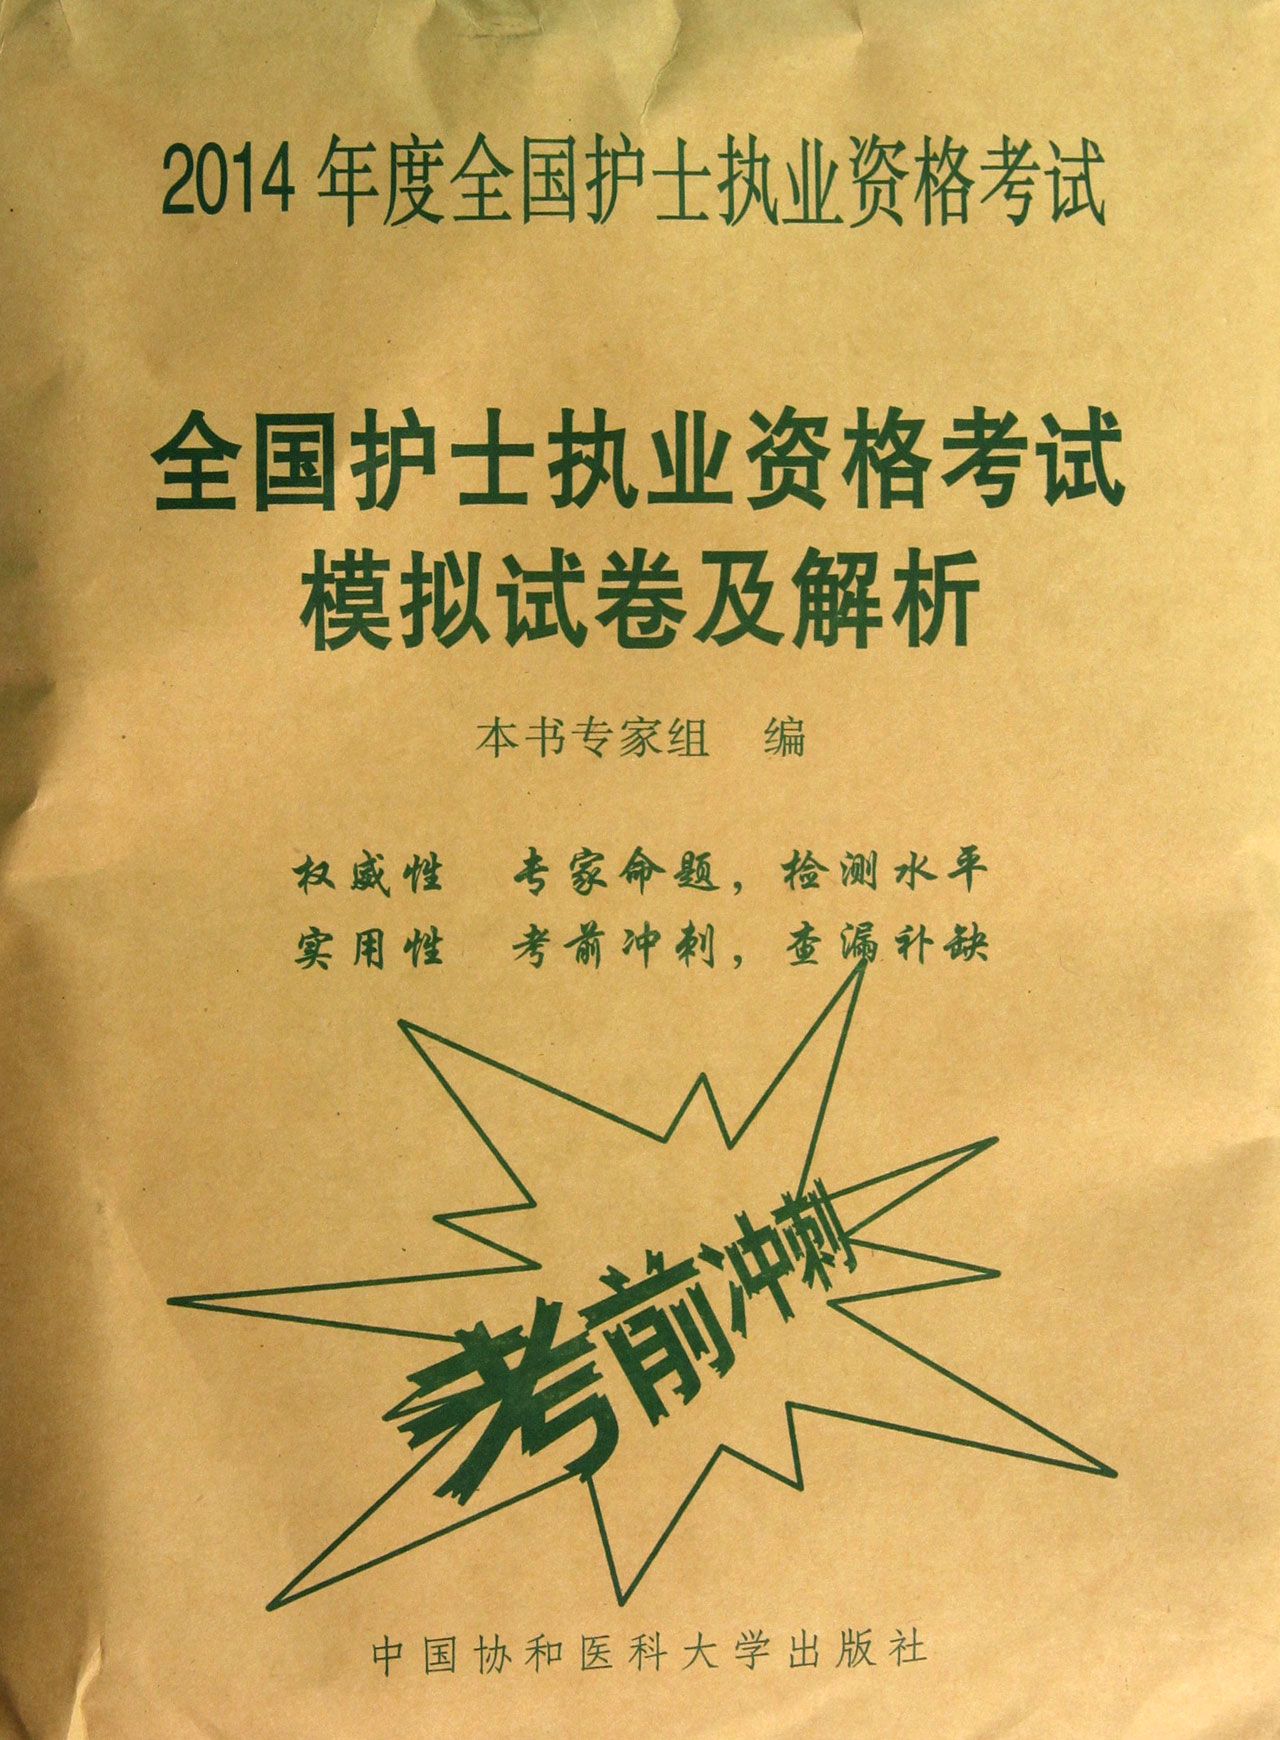 2014 年度全国护士执业资格考试
全国护士执业资格考试
模拟试卷及解析
本书专家组 编
权威性 专家命题，检测水平
实用性 考前冲刺，查漏补缺
考前冲刺
中国协和医科大学出版社